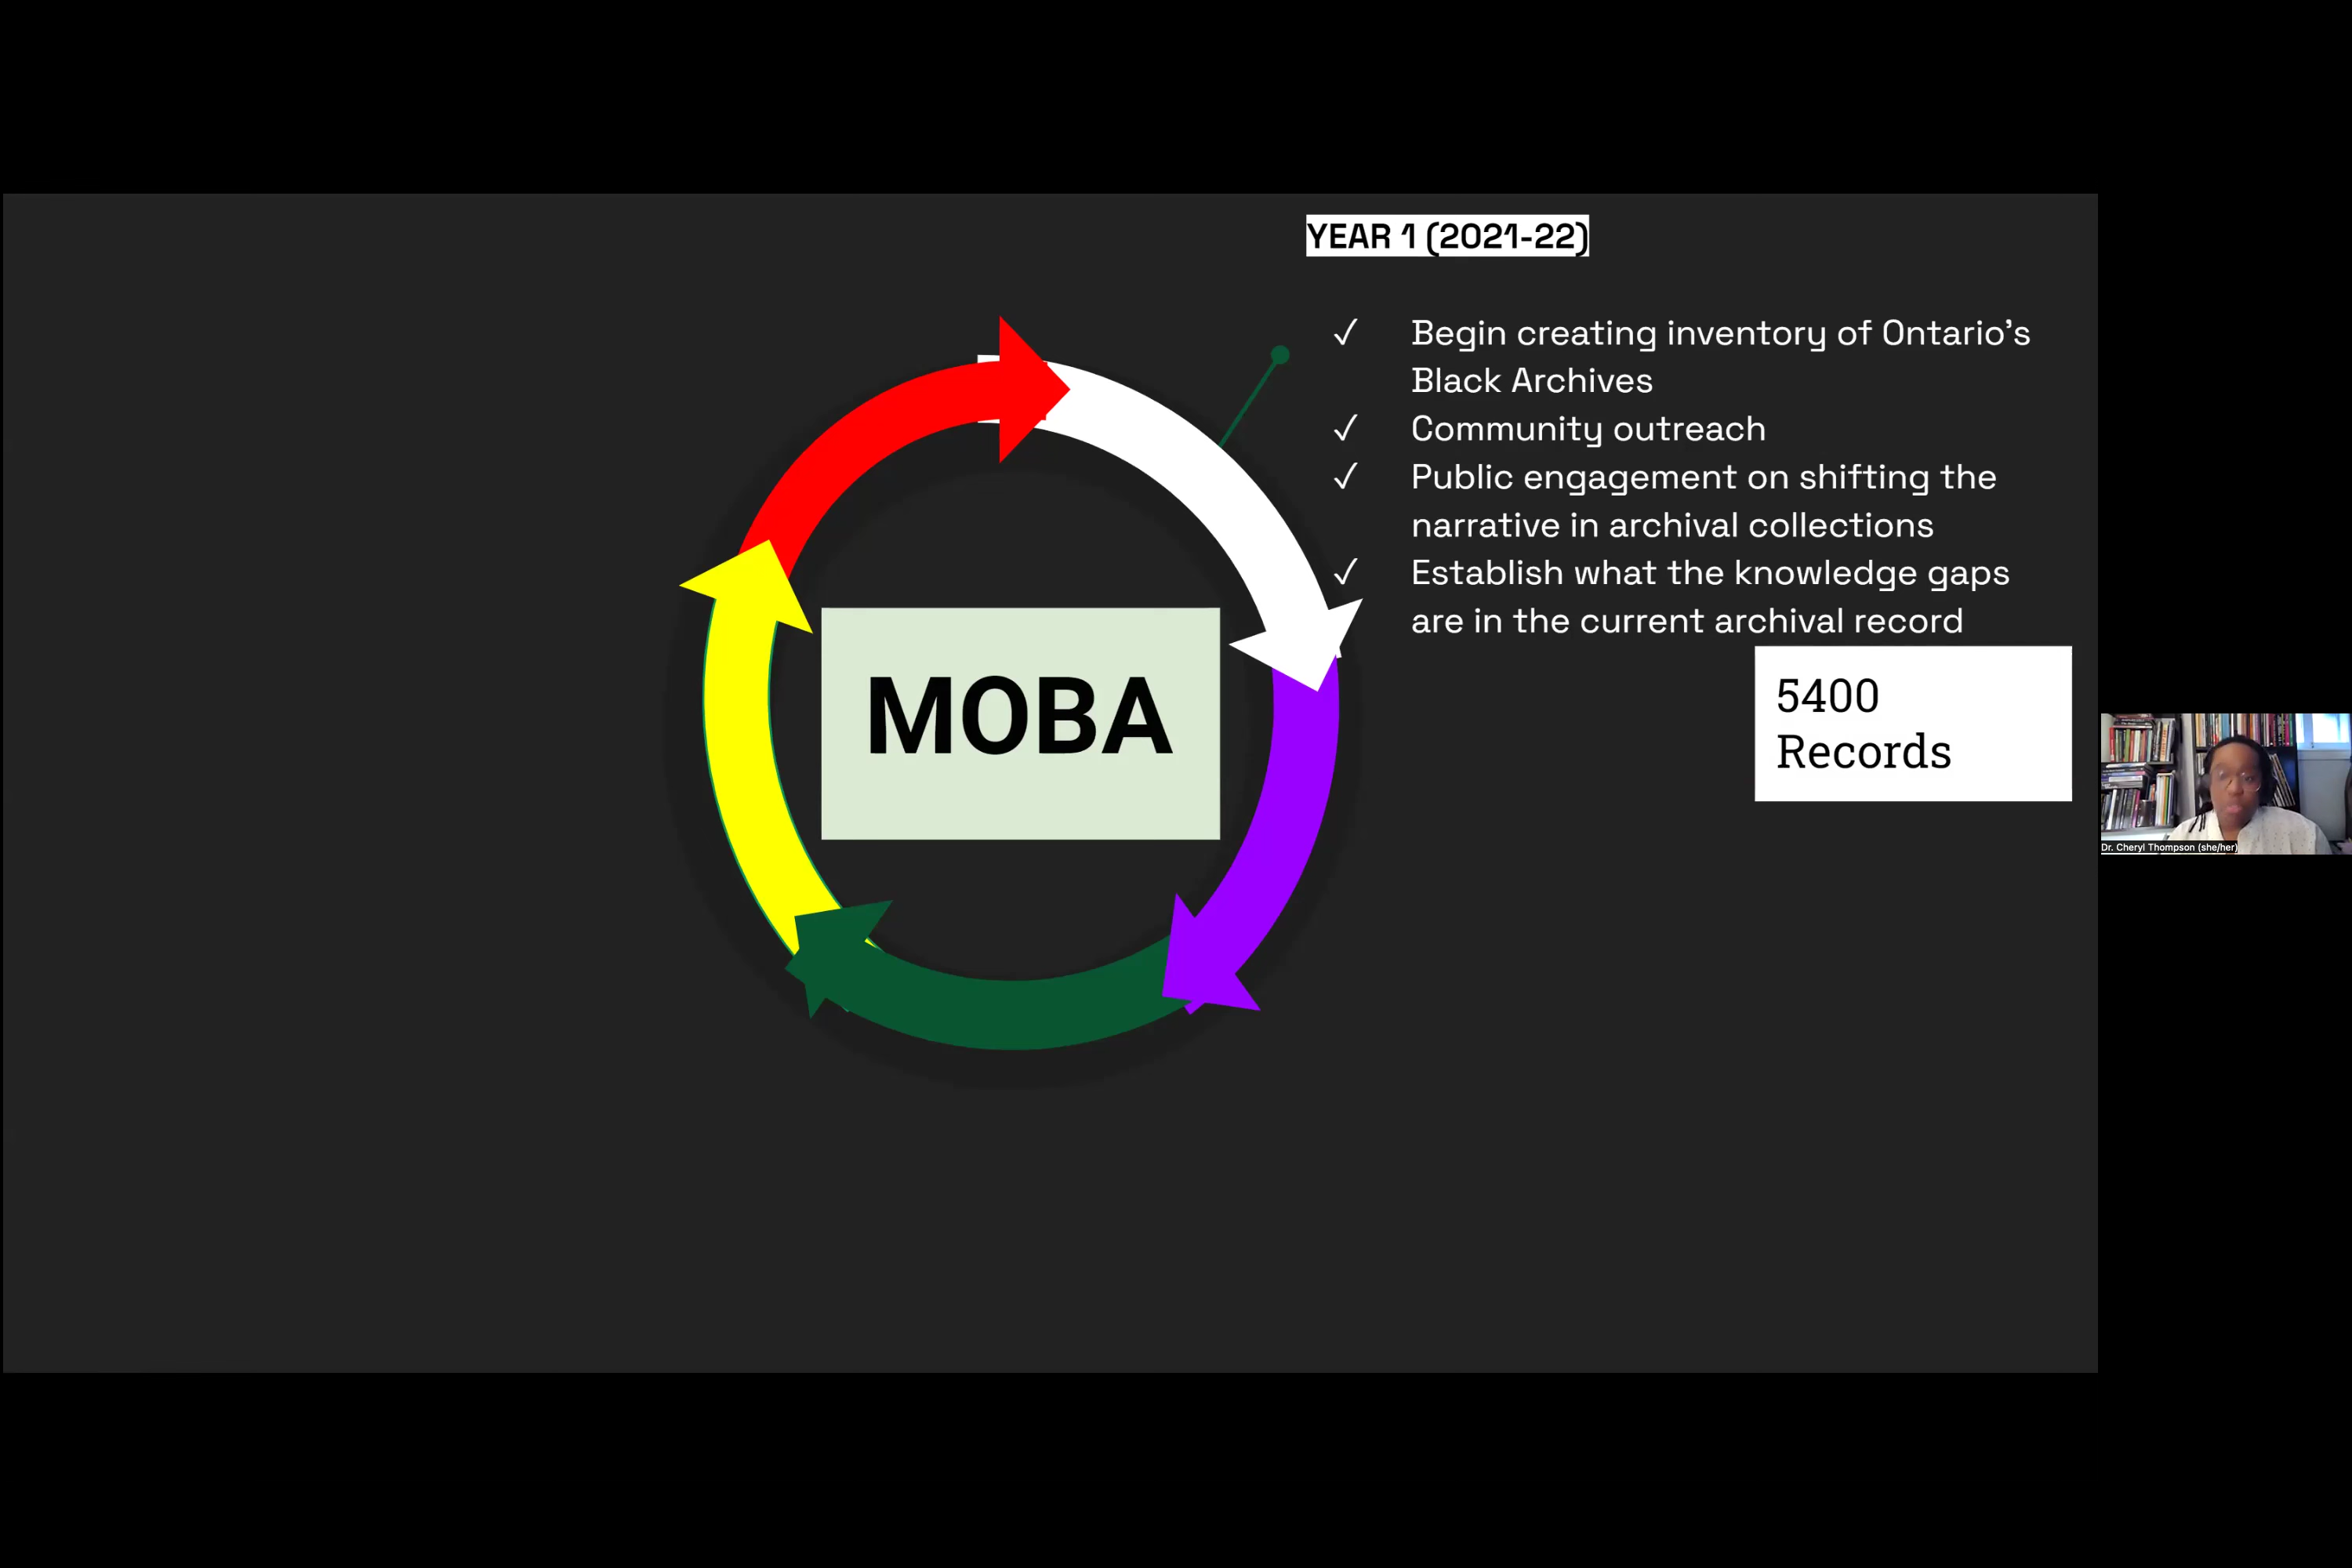 YEAR 1 (2021-22)
✓ Begin creating inventory of Ontario's
Black Archives
✓ Community outreach
✓ Public engagement on shifting the
narrative in archival collections
✓ Establish what the knowledge gaps
are in the current archival record
MOBA
5400
Records
Dr. Cheryl Thompson (she/her)